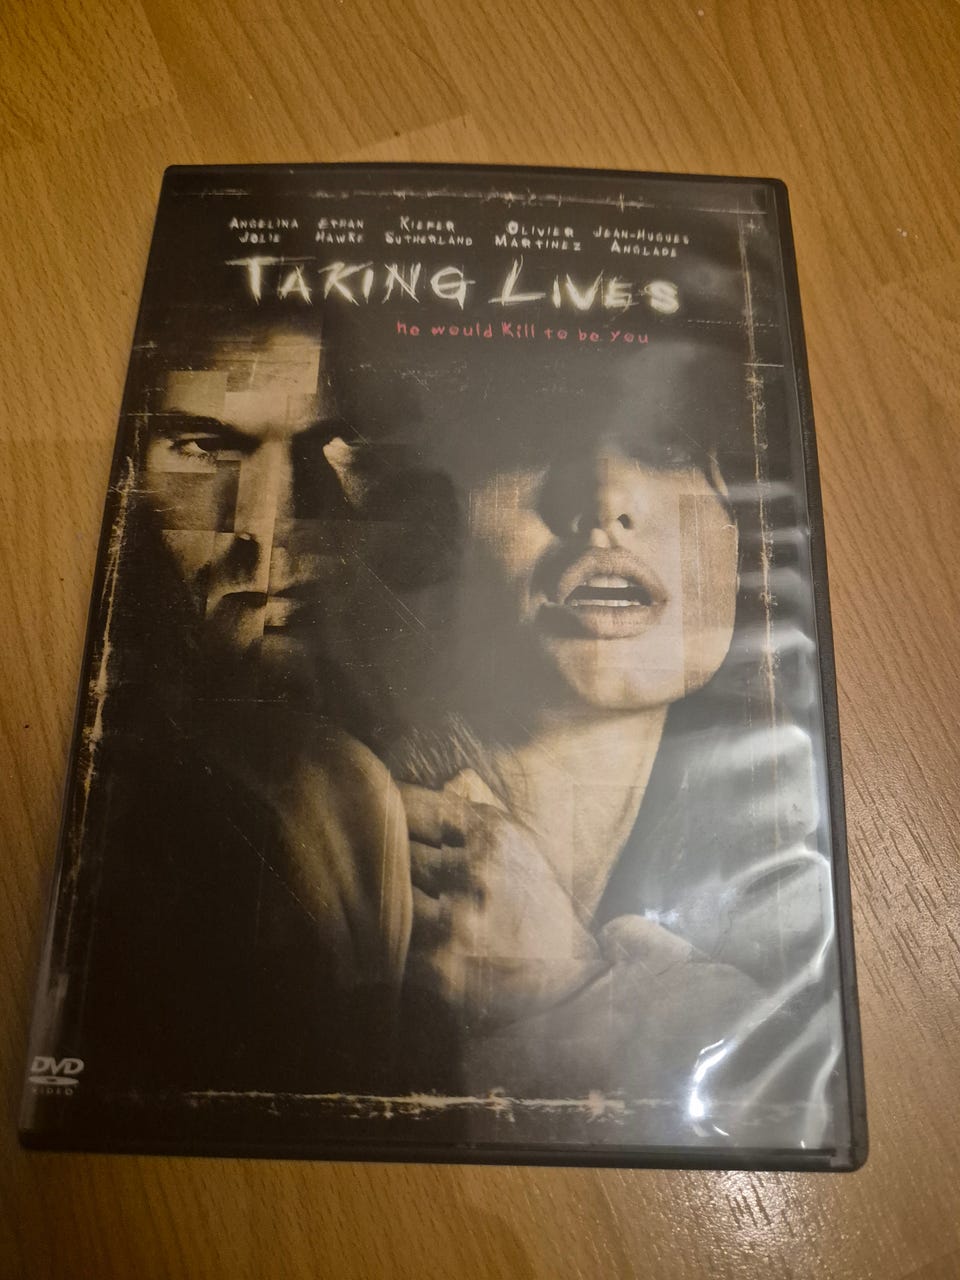 ANGELINA JOLIE ETHAN HAWKE KIEFER SUTHERLAND OLIVIER MARTINEZ JEAN-HUGUES ANGLADE
TAKING LIVES
he would kill to be you
DVD
VIDEO